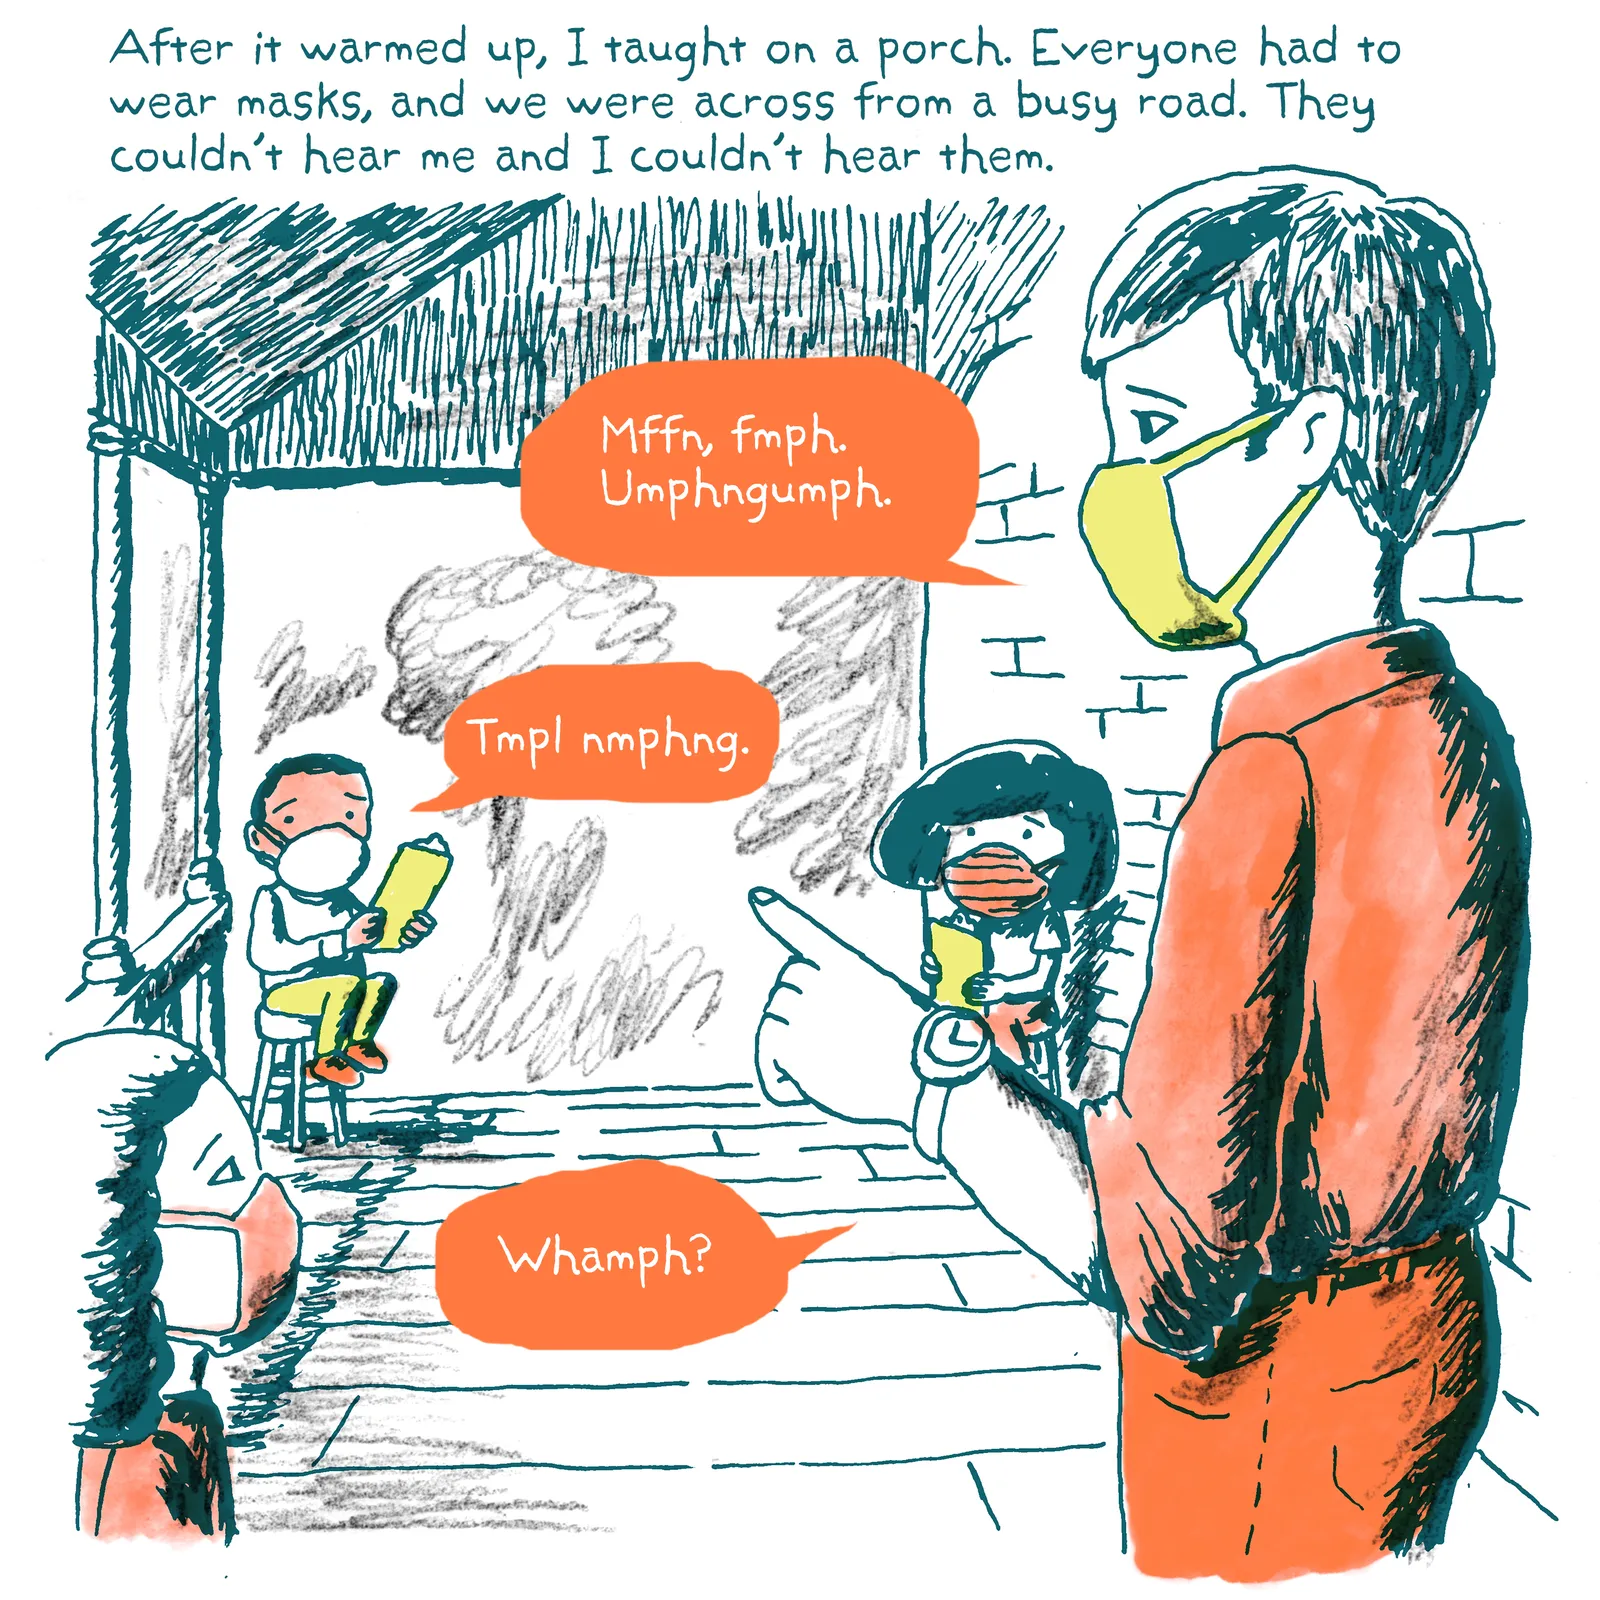 After it warmed up, I taught on a porch. Everyone had to
wear masks, and we were across from a busy road. They
couldn't hear me and I couldn't hear them.
Mffn, fmph.
Umphngumph.
Tmpl nmphng.
Whamph?